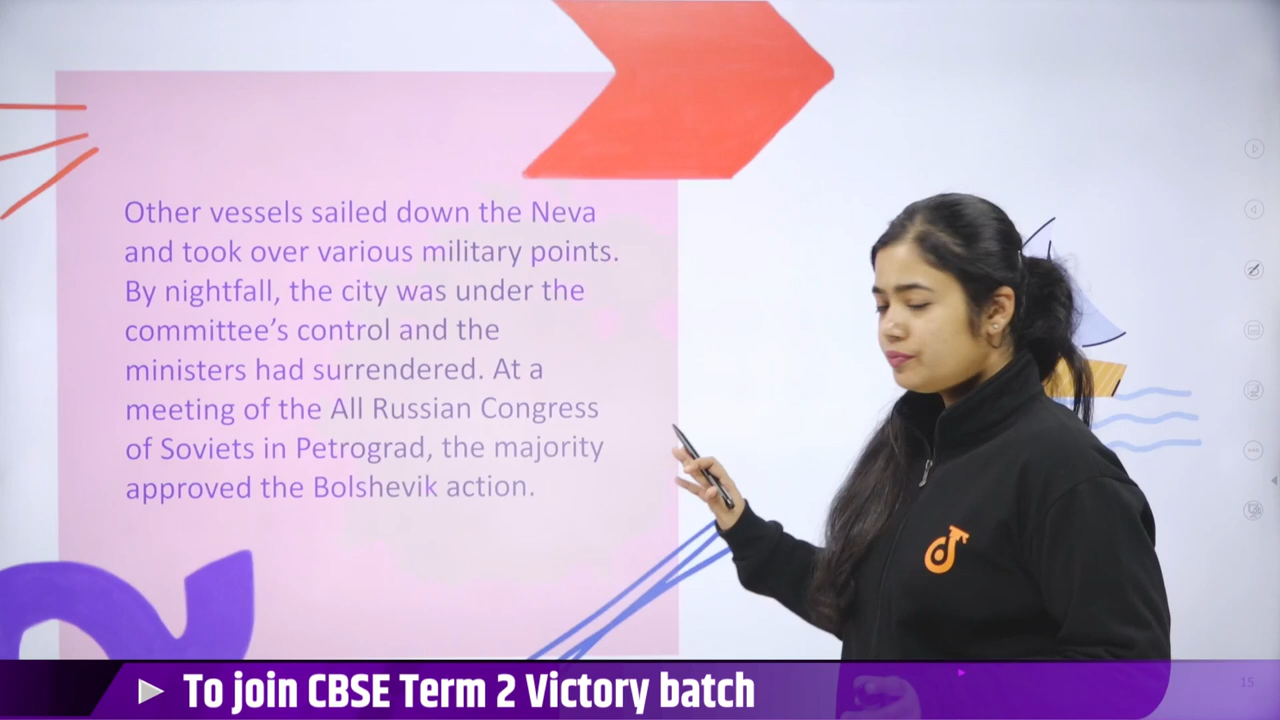 Other vessels sailed down the Neva
and took over various military points.
By nightfall, the city was under the
committee’s control and the
ministers had surrendered. At a
meeting of the All Russian Congress
of Soviets in Petrograd, the majority
approved the Bolshevik action.
To join CBSE Term 2 Victory batch
15